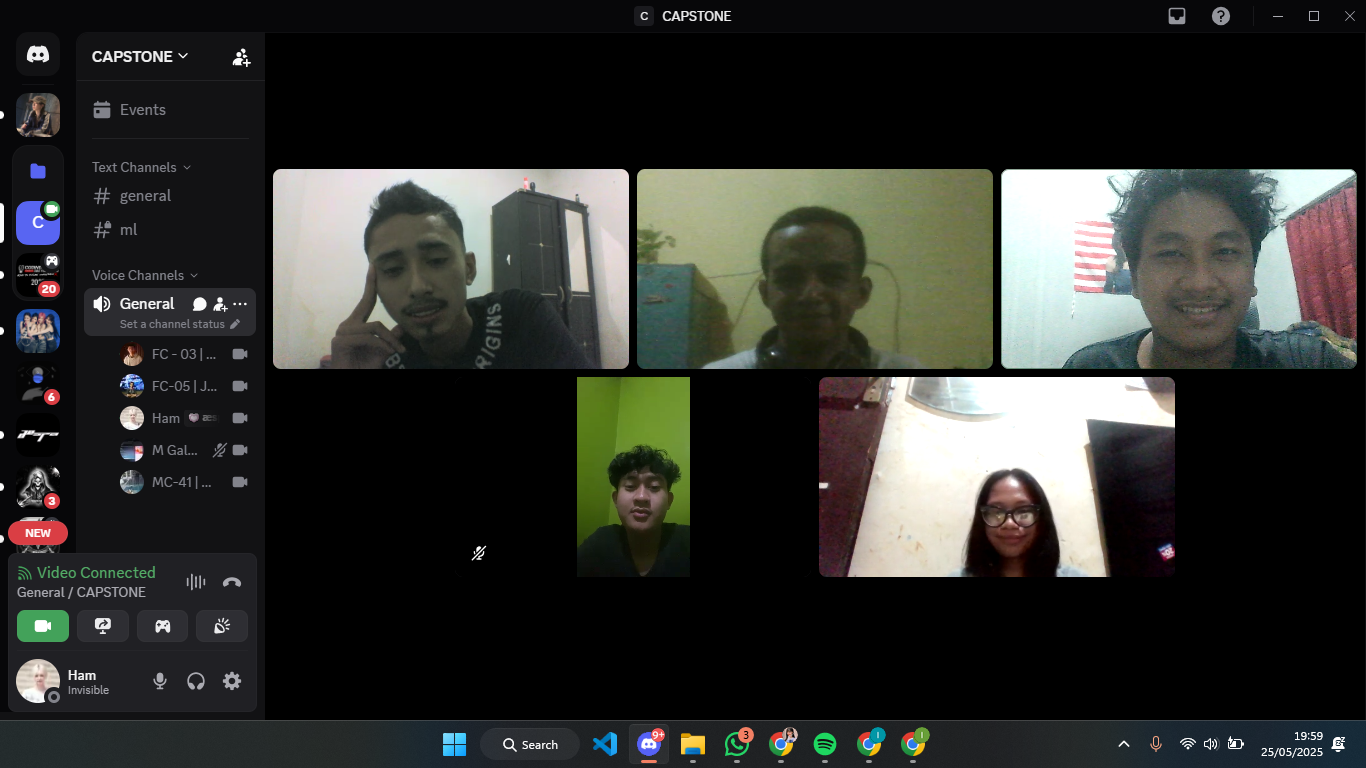 C CAPSTONE
CAPSTONE
Events
Text Channels
general
ml
Voice Channels
General
Set a channel status
FC - 03 | ...
FC-05 | J...
Ham
M Gal...
MC-41 | ...
C
20
6
3
NEW
Video Connected
General / CAPSTONE
Ham
Invisible
RIGINS
Search
9+
3
19:59
25/05/2025